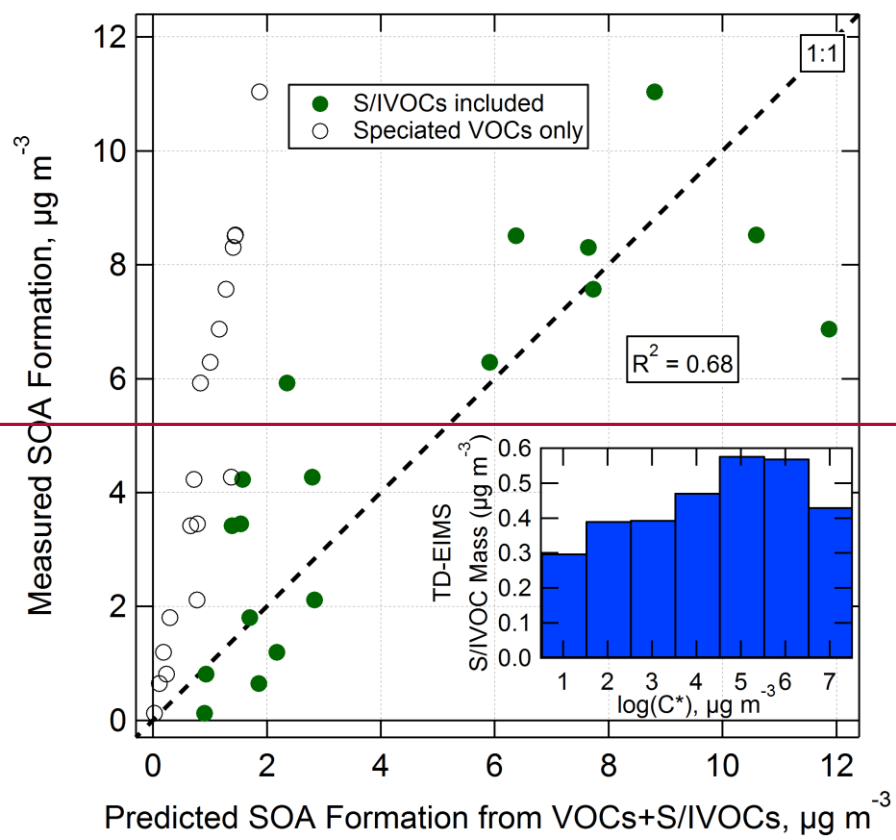 12
10
8
6
4
2
0
Measured SOA Formation, µg m⁻³
1:1
S/IVOCs included
Speciated VOCs only
R² = 0.68
TD-EIMS
S/IVOC Mass (µg m⁻³)
0.6
0.5
0.4
0.3
0.2
0.1
0.0
1 2 3 4 5 6 7
log(C*), µg m⁻³
0 2 4 6 8 10 12
Predicted SOA Formation from VOCs+S/IVOCs, µg m⁻³